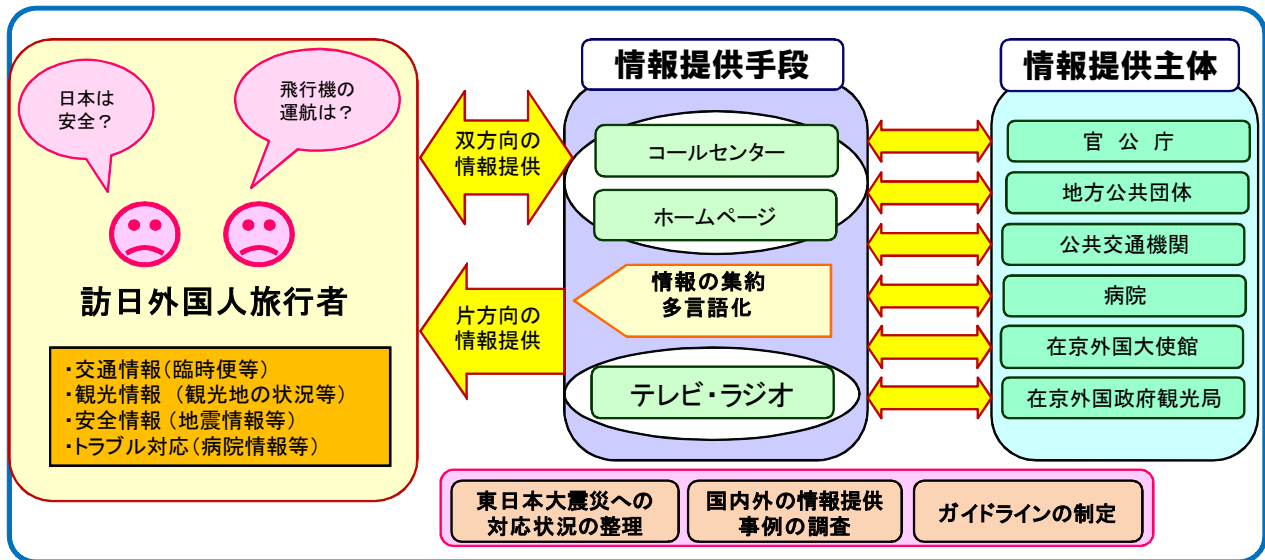 日本は
安全?
飛行機の
運航は?
訪日外国人旅行者
・交通情報(臨時便等)
・観光情報 (観光地の状況等)
・安全情報(地震情報等)
・トラブル対応(病院情報等)
双方向の
情報提供
片方向の
情報提供
情報提供手段
コールセンター
ホームページ
情報の集約
多言語化
テレビ・ラジオ
情報提供主体
官 公 庁
地方公共団体
公共交通機関
病院
在京外国大使館
在京外国政府観光局
東日本大震災への
対応状況の整理
国内外の情報提供
事例の調査
ガイドラインの制定